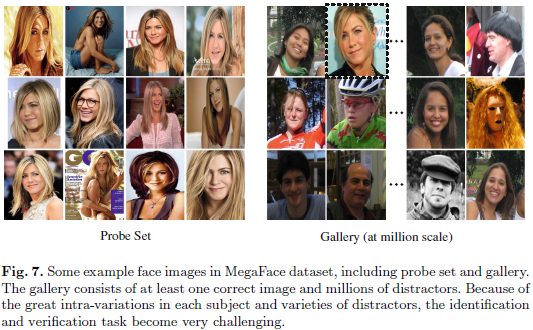 GQ
Probe Set
Gallery (at million scale)
Fig. 7. Some example face images in MegaFace dataset, including probe set and gallery.
The gallery consists of at least one correct image and millions of distractors. Because of
the great intra-variations in each subject and varieties of distractors, the identification
and verification task become very challenging.